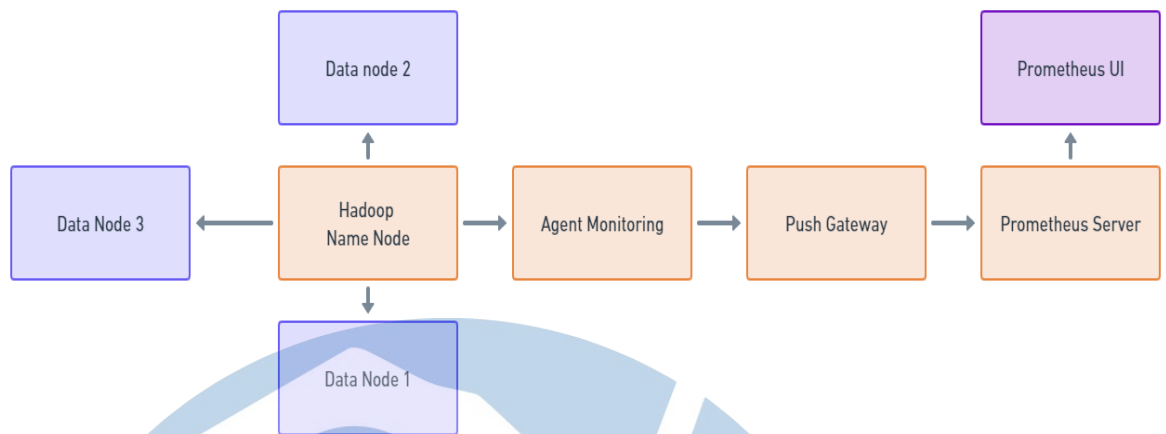 Data node 2
Prometheus UI
Data Node 3
Hadoop
Name Node
Agent Monitoring
Push Gateway
Prometheus Server
Data Node 1